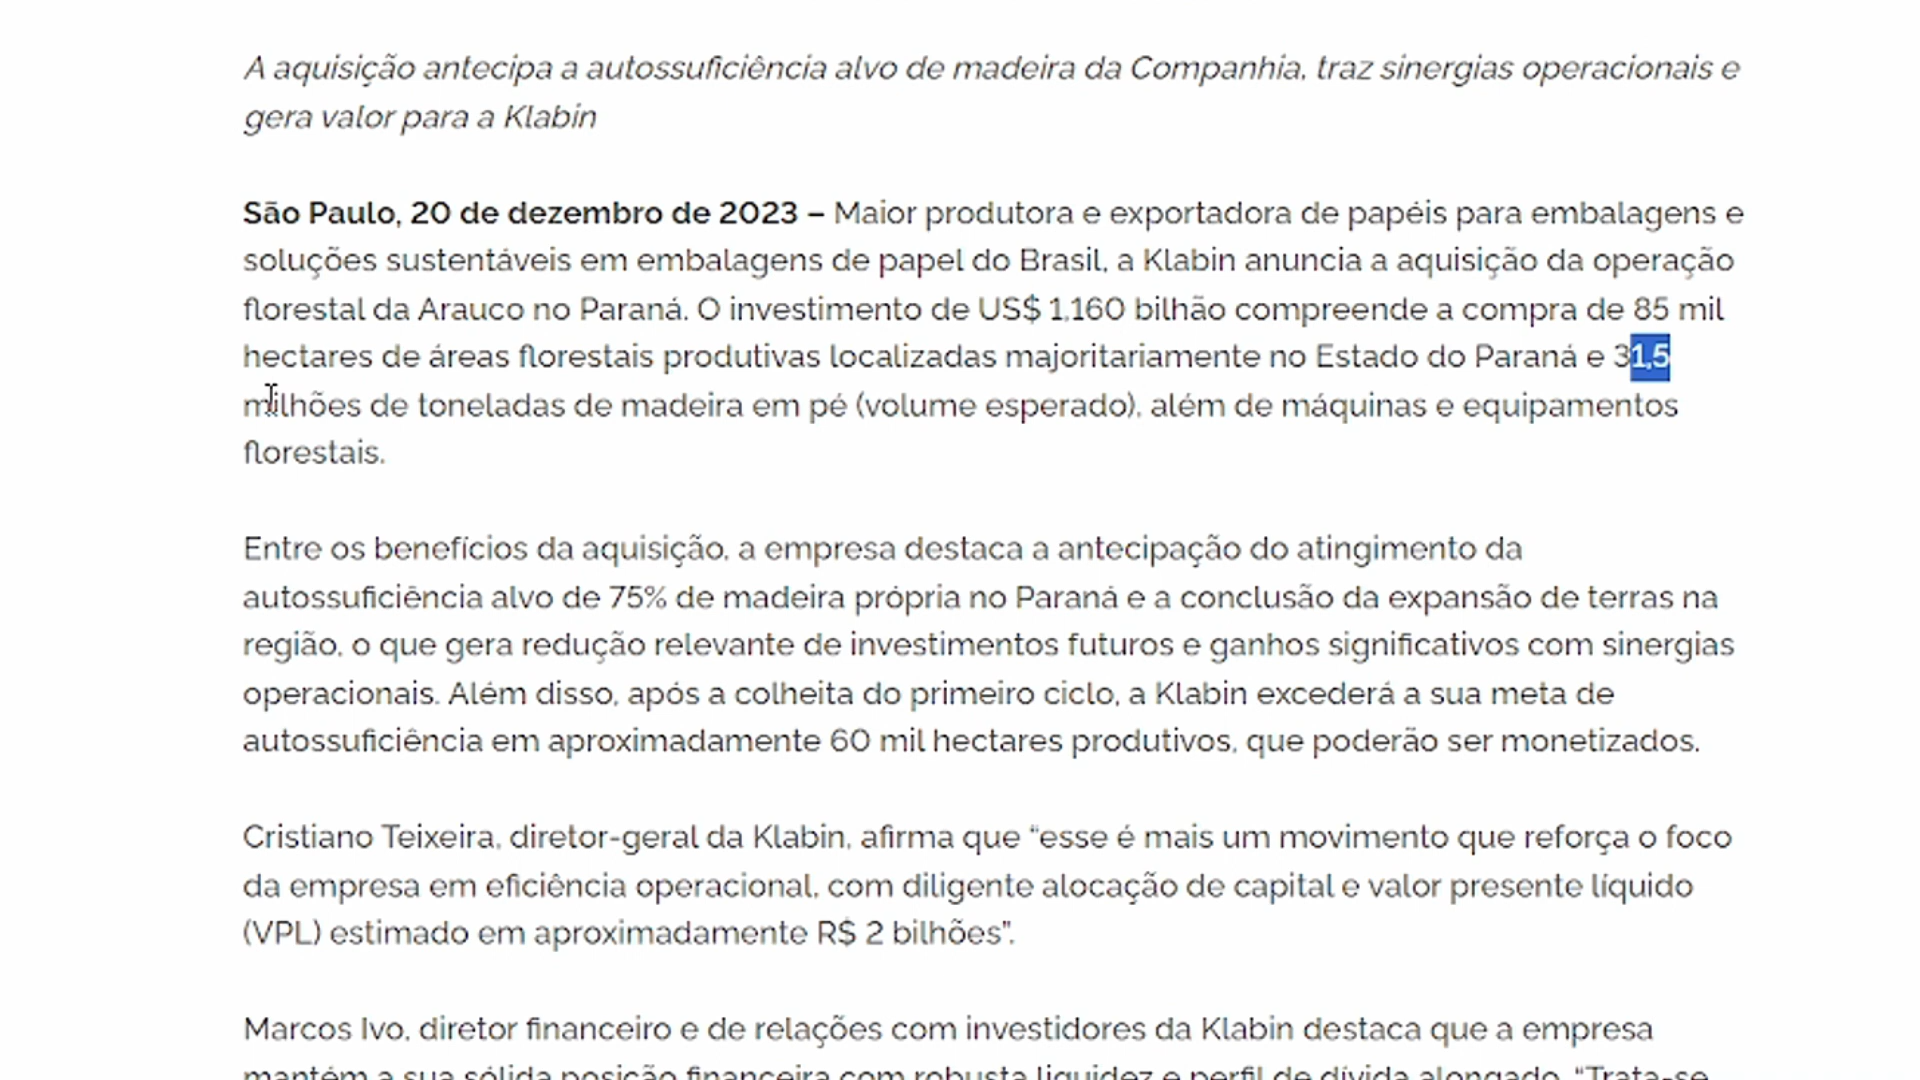 A aquisição antecipa a autossuficiência alvo de madeira da Companhia, traz sinergias operacionais e
gera valor para a Klabin
São Paulo, 20 de dezembro de 2023 – Maior produtora e exportadora de papéis para embalagens e
soluções sustentáveis em embalagens de papel do Brasil, a Klabin anuncia a aquisição da operação
florestal da Arauco no Paraná. O investimento de US$ 1,160 bilhão compreende a compra de 85 mil
hectares de áreas florestais produtivas localizadas majoritariamente no Estado do Paraná e 31,5
milhões de toneladas de madeira em pé (volume esperado), além de máquinas e equipamentos
florestais.
Entre os benefícios da aquisição, a empresa destaca a antecipação do atingimento da
autossuficiência alvo de 75% de madeira própria no Paraná e a conclusão da expansão de terras na
região, o que gera redução relevante de investimentos futuros e ganhos significativos com sinergias
operacionais. Além disso, após a colheita do primeiro ciclo, a Klabin excederá a sua meta de
autossuficiência em aproximadamente 60 mil hectares produtivos, que poderão ser monetizados.
Cristiano Teixeira, diretor-geral da Klabin, afirma que “esse é mais um movimento que reforça o foco
da empresa em eficiência operacional, com diligente alocação de capital e valor presente líquido
(VPL) estimado em aproximadamente R$ 2 bilhões”.
Marcos Ivo, diretor financeiro e de relações com investidores da Klabin destaca que a empresa
mantém a sua sólida posição financeira com robusta liquidez e perfil de dívida alongado. “Trata-se